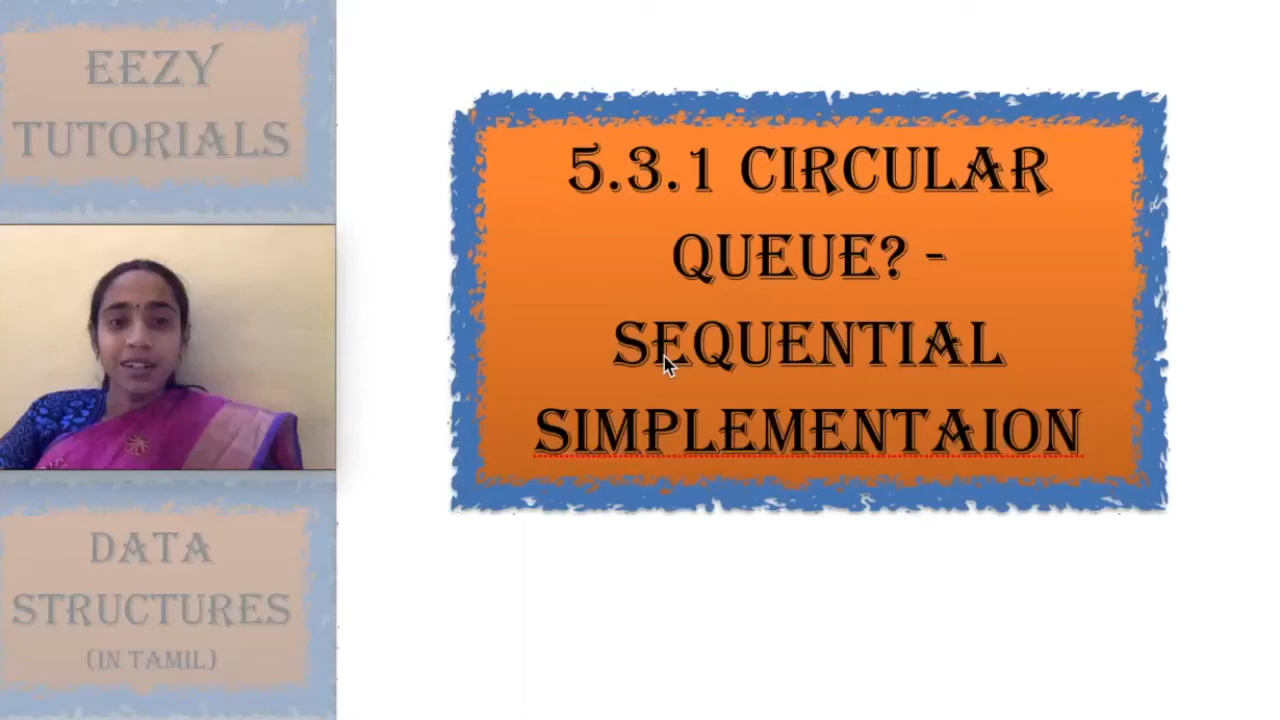 EEZY
TUTORIALS
DATA
STRUCTURES
(IN TAMIL)
5.3.1 CIRCULAR
QUEUE? -
SEQUENTIAL
SIMPLEMENTAION